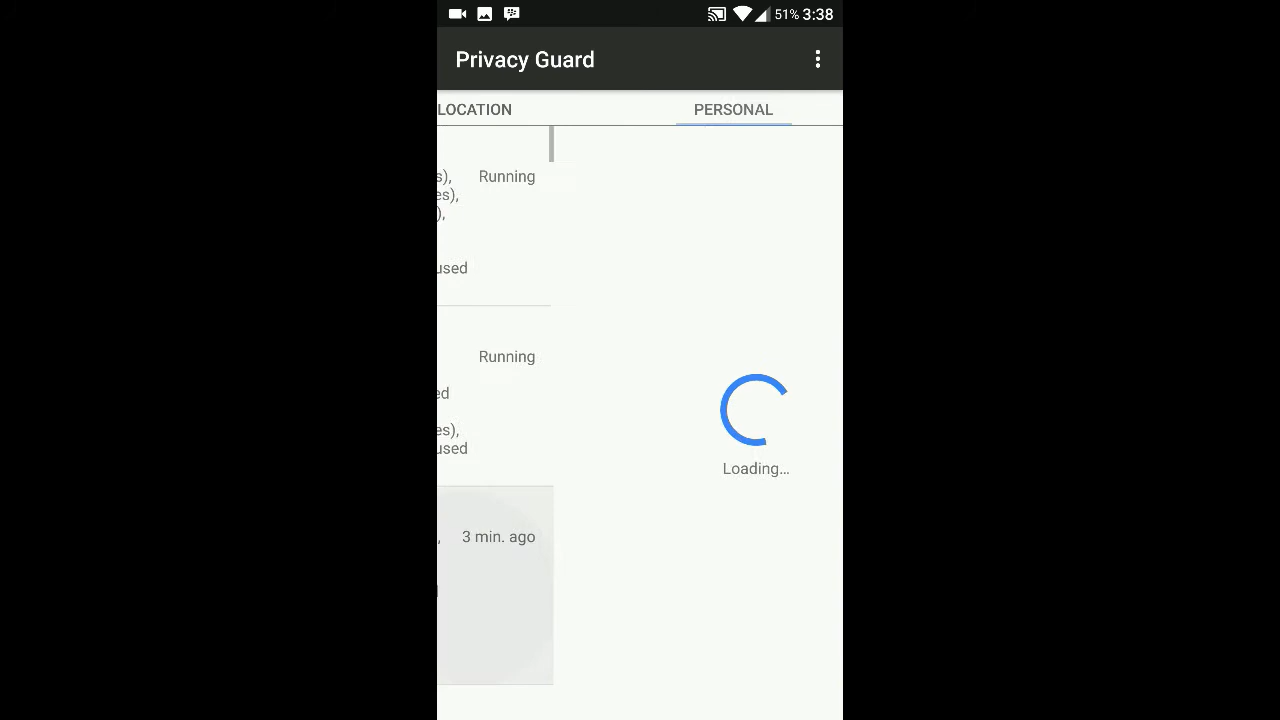 51% 3:38
Privacy Guard
LOCATION
PERSONAL
s),
Running
es),
),
used
Running
ed
es),
used
Loading...
, 3 min. ago